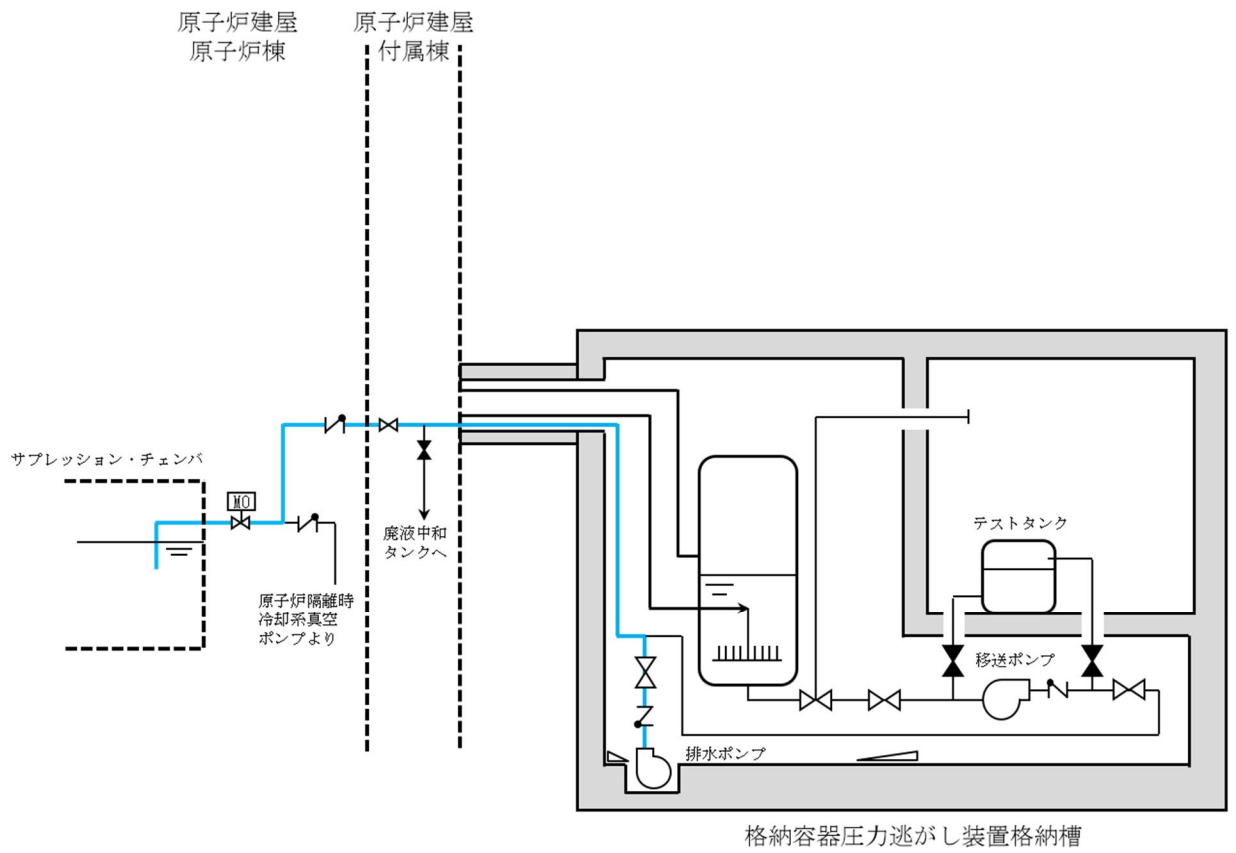 原子炉建屋
原子炉棟
原子炉建屋
付属棟
サプレッション・チェンバ
MO
廃液中和
タンクへ
原子炉隔離時
冷却系真空
ポンプより
テストタンク
移送ポンプ
排水ポンプ
格納容器圧力逃がし装置格納槽